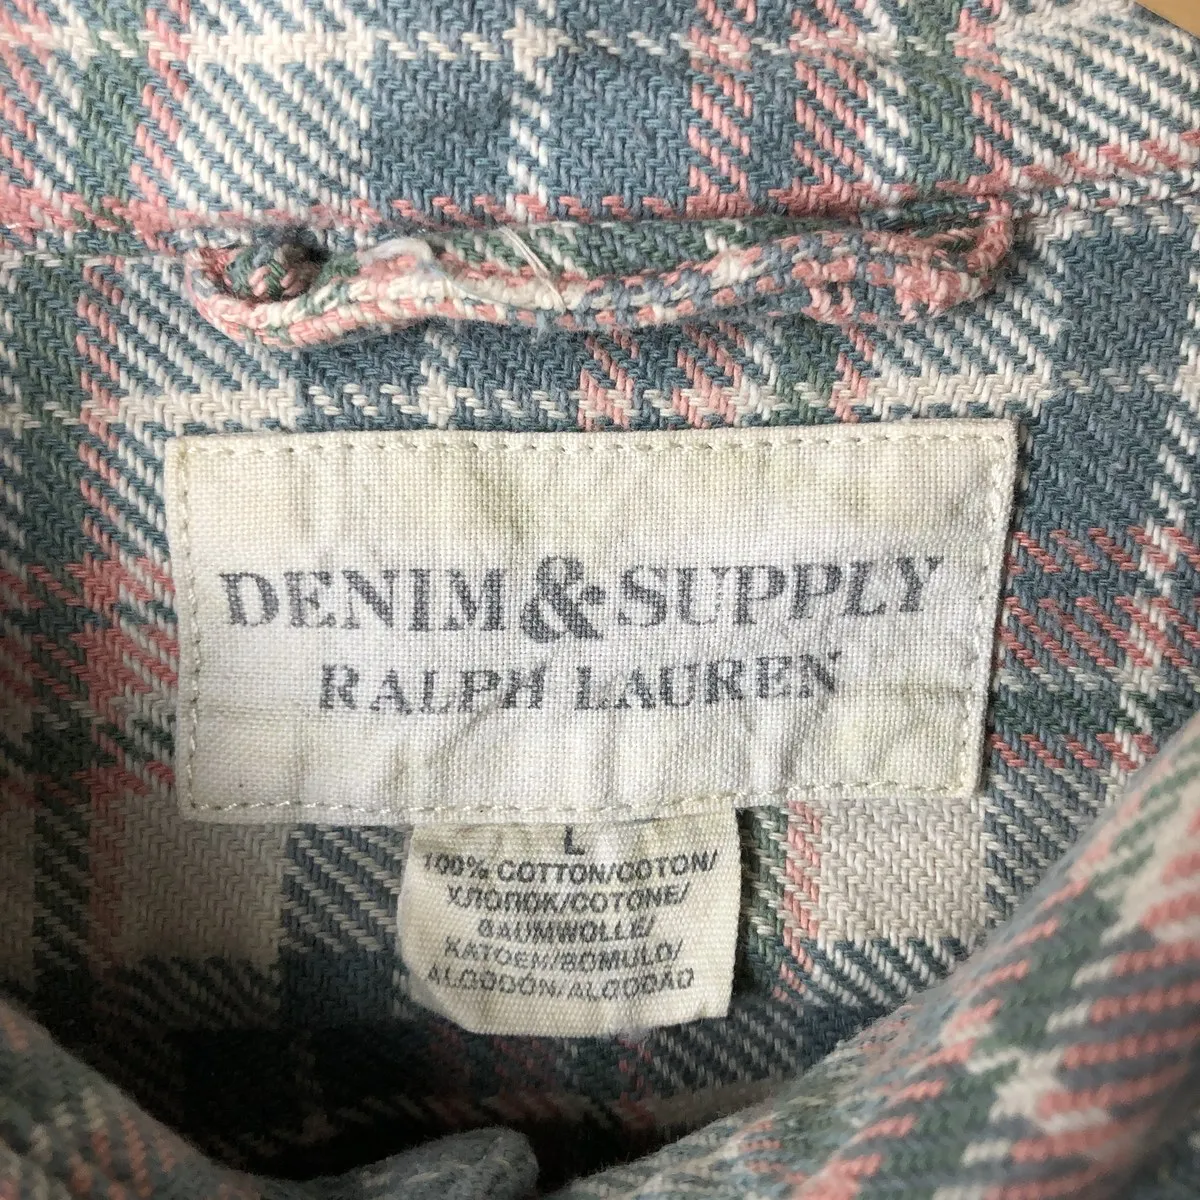 DENIM & SUPPLY
RALPH LAUREN
L
100% COTTON/COTON/
ХЛОПОК/COTONE/
BAUMWOLLE/
KATOEN/BOMULD/
ALGODÓN/ALGODÃO